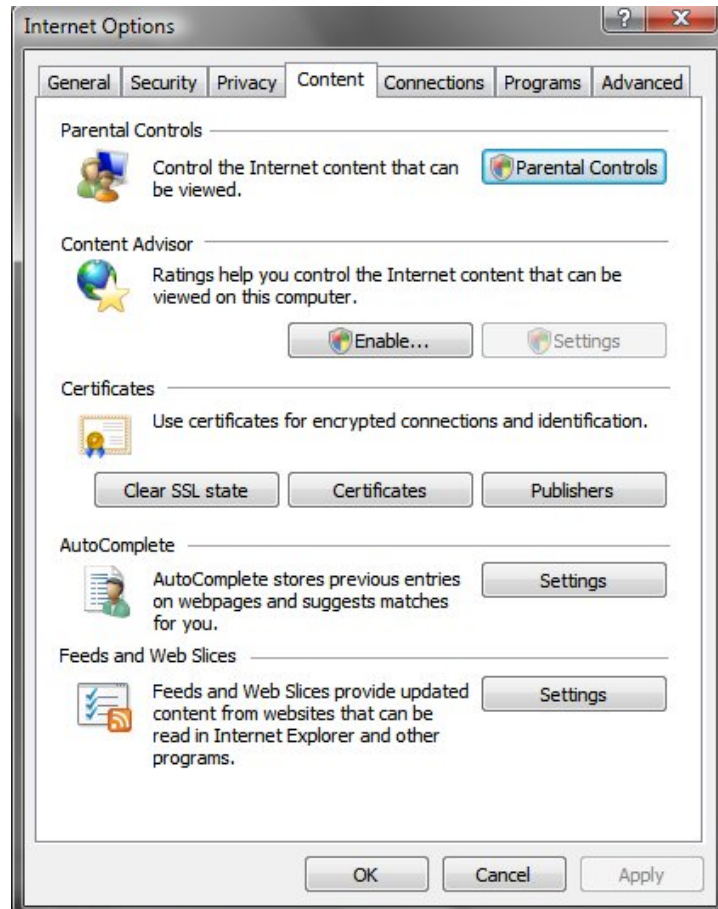 Internet Options
? X
General Security Privacy Content Connections Programs Advanced
Parental Controls
Control the Internet content that can
be viewed.
Parental Controls
Content Advisor
Ratings help you control the Internet content that can be
viewed on this computer.
Enable... Settings
Certificates
Use certificates for encrypted connections and identification.
Clear SSL state Certificates Publishers
AutoComplete
AutoComplete stores previous entries
on webpages and suggests matches
for you.
Settings
Feeds and Web Slices
Feeds and Web Slices provide updated
content from websites that can be
read in Internet Explorer and other
programs.
Settings
OK Cancel Apply